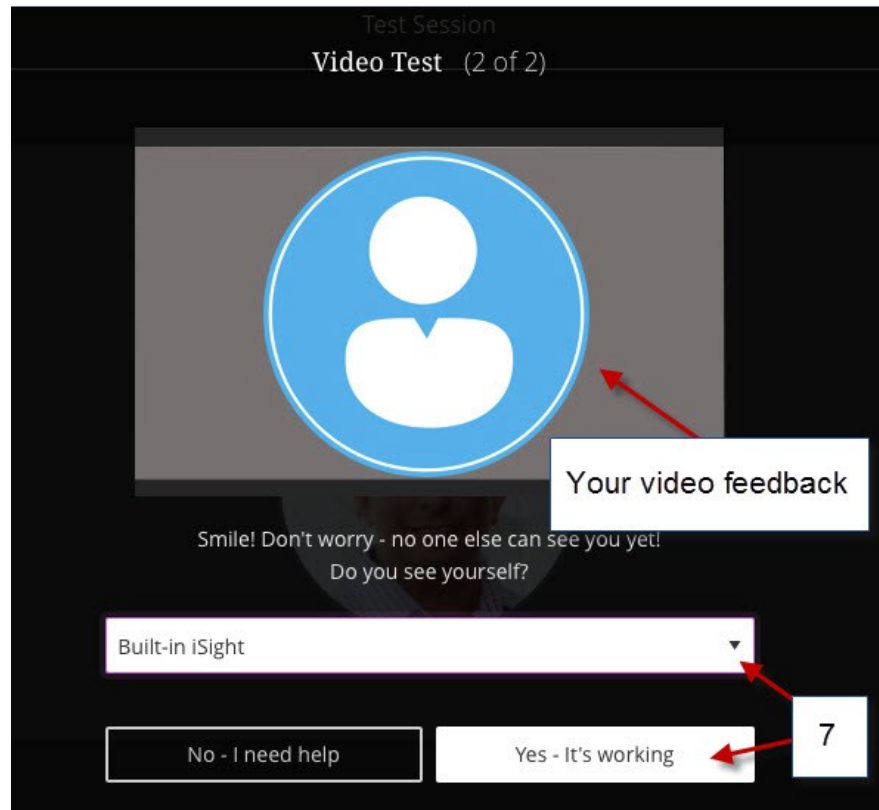 Test Session
Video Test (2 of 2)
Your video feedback
Smile! Don't worry - no one else can see you yet!
Do you see yourself?
Built-in iSight
7
No - I need help
Yes - It's working